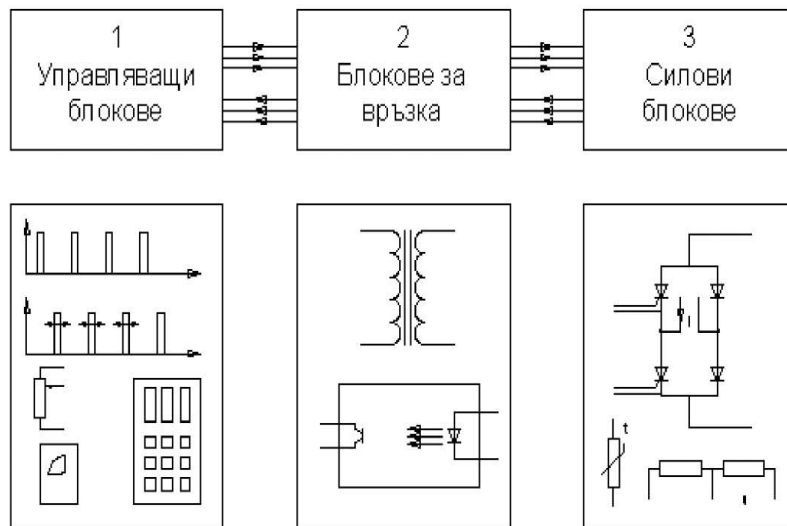 1
Управляващи
блокове
2
Блокове за
връзка
3
Силови
блокове
I
t